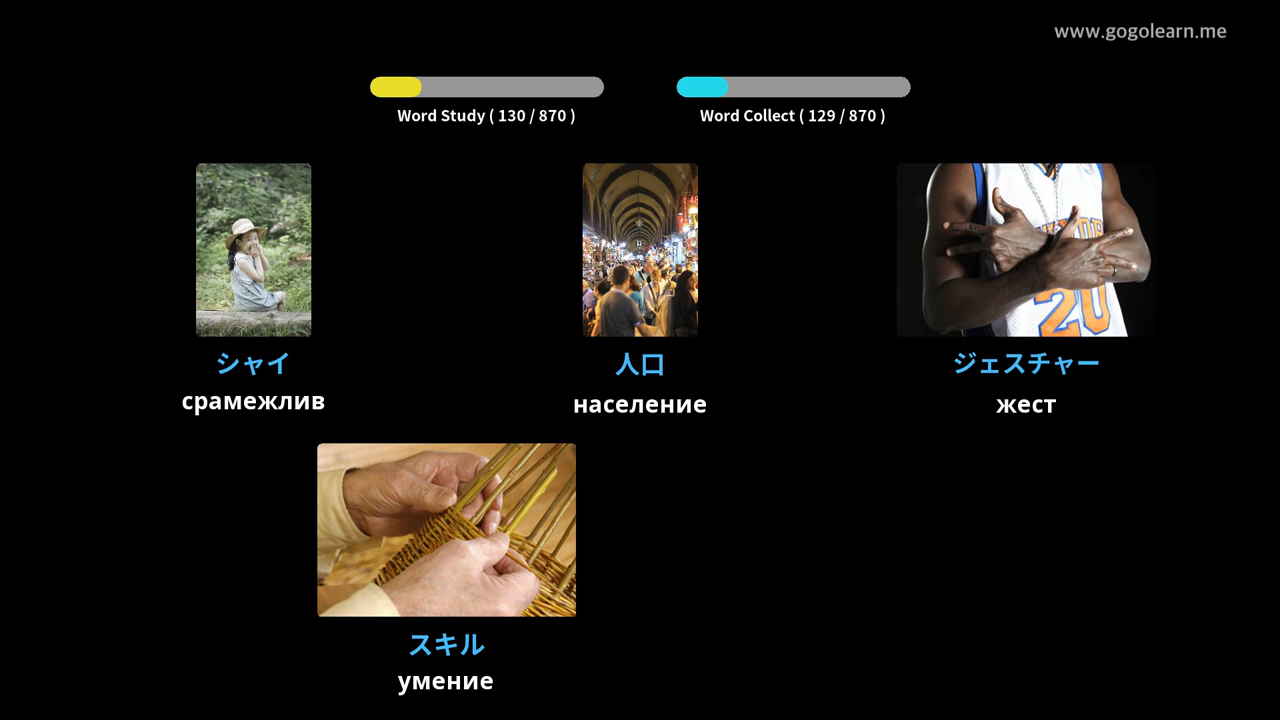 www.gogolearn.me
Word Study ( 130 / 870 )
Word Collect ( 129 / 870 )
シャイ
срамежлив
人口
население
ジェスチャー
жест
20
スキル
умение